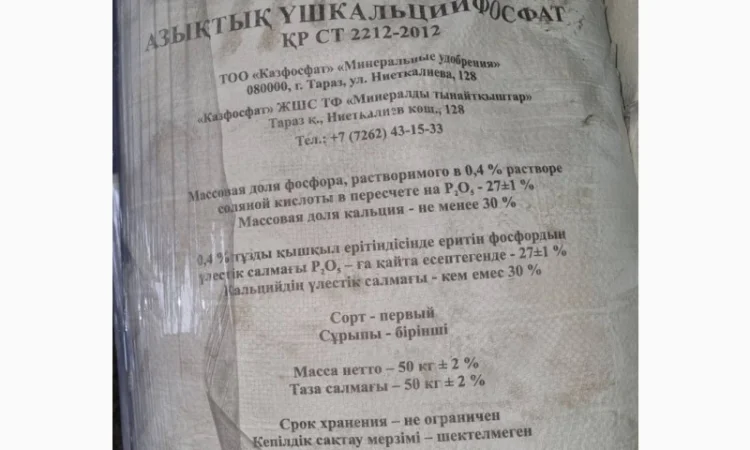 АЗЫҚТЫҚ ҮШКАЛЬЦИЙФОСФАТ
ҚР СТ 2212-2012
ТОО «Казфосфат» «Минеральные удобрения»
080000, г. Тараз, ул. Ниеткалиева, 128
«Казфосфат» ЖШС ТФ «Минералды тынайтқыштар»
Тараз қ., Ниеткалиев көш., 128
Тел.: +7 (7262) 43-15-33
Массовая доля фосфора, растворимого в 0,4 % растворе
соляной кислоты в пересчете на P₂O₅ - 27±1 %
Массовая доля кальция - не менее 30 %
0,4 % тұзды қышқыл ерітіндісінде еритін фосфордың
үлестік салмағы P₂O₅ – ға қайта есептегенде - 27±1 %
Кальцийдің үлестік салмағы - кем емес 30 %
Сорт - первый
Сұрыпы - бірінші
Масса нетто – 50 кг ± 2 %
Таза салмағы – 50 кг ± 2 %
Срок хранения – не ограничен
Кепілдік сақтау мерзімі – шектелмеген